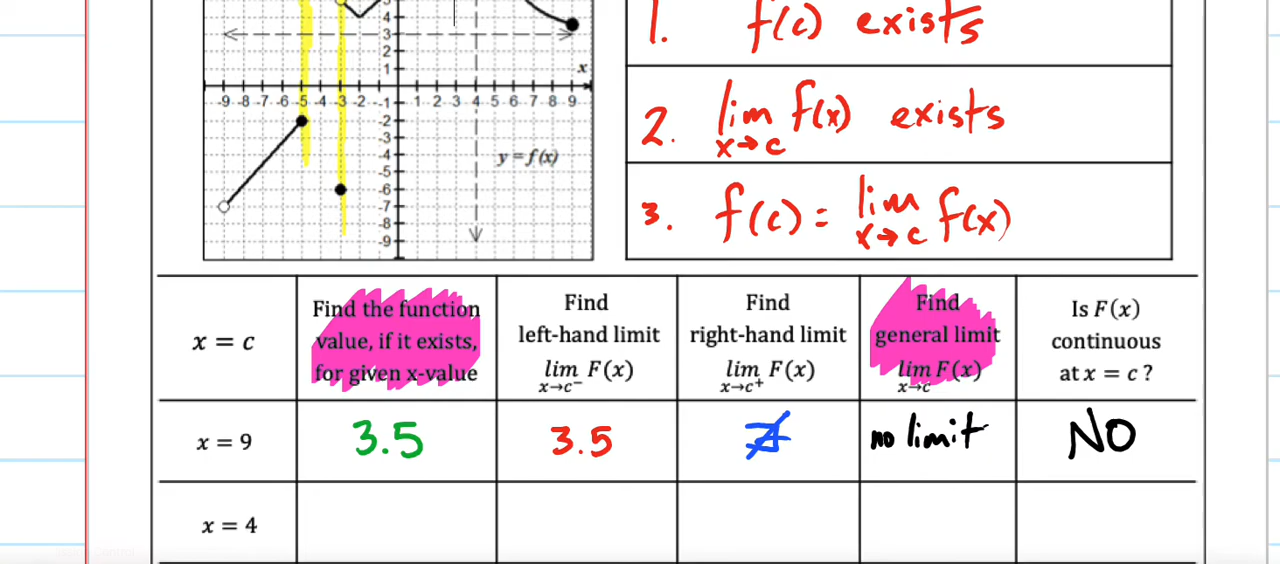 4
3
2
1
x
-9 -8 -7 -6 -5 -4 -3 -2 -1 1 2 3 4 5 6 7 8 9
-2
-3
-4
-5
-6
-7
-8
-9
y = f(x)
1. f(c) exists
2. lim x→c f(x) exists
3. f(c) = lim x→c f(x)
x = c
Find the function
value, if it exists,
for given x-value
Find
left-hand limit
lim x→c⁻ F(x)
Find
right-hand limit
lim x→c⁺ F(x)
Find
general limit
lim x→c F(x)
Is F(x)
continuous
at x = c ?
x = 9
3.5
3.5
∄
no limit
NO
x = 4